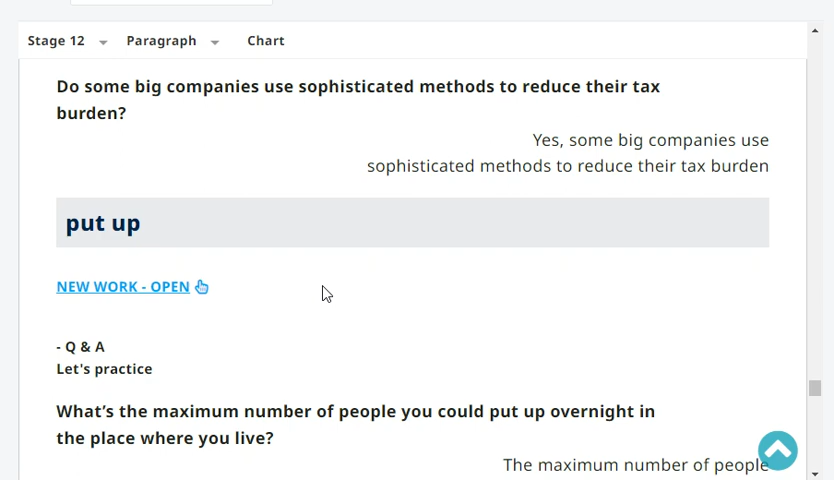 Stage 12 Paragraph Chart
Do some big companies use sophisticated methods to reduce their tax
burden?
Yes, some big companies use
sophisticated methods to reduce their tax burden
put up
NEW WORK - OPEN
- Q & A
Let's practice
What's the maximum number of people you could put up overnight in
the place where you live?
The maximum number of people